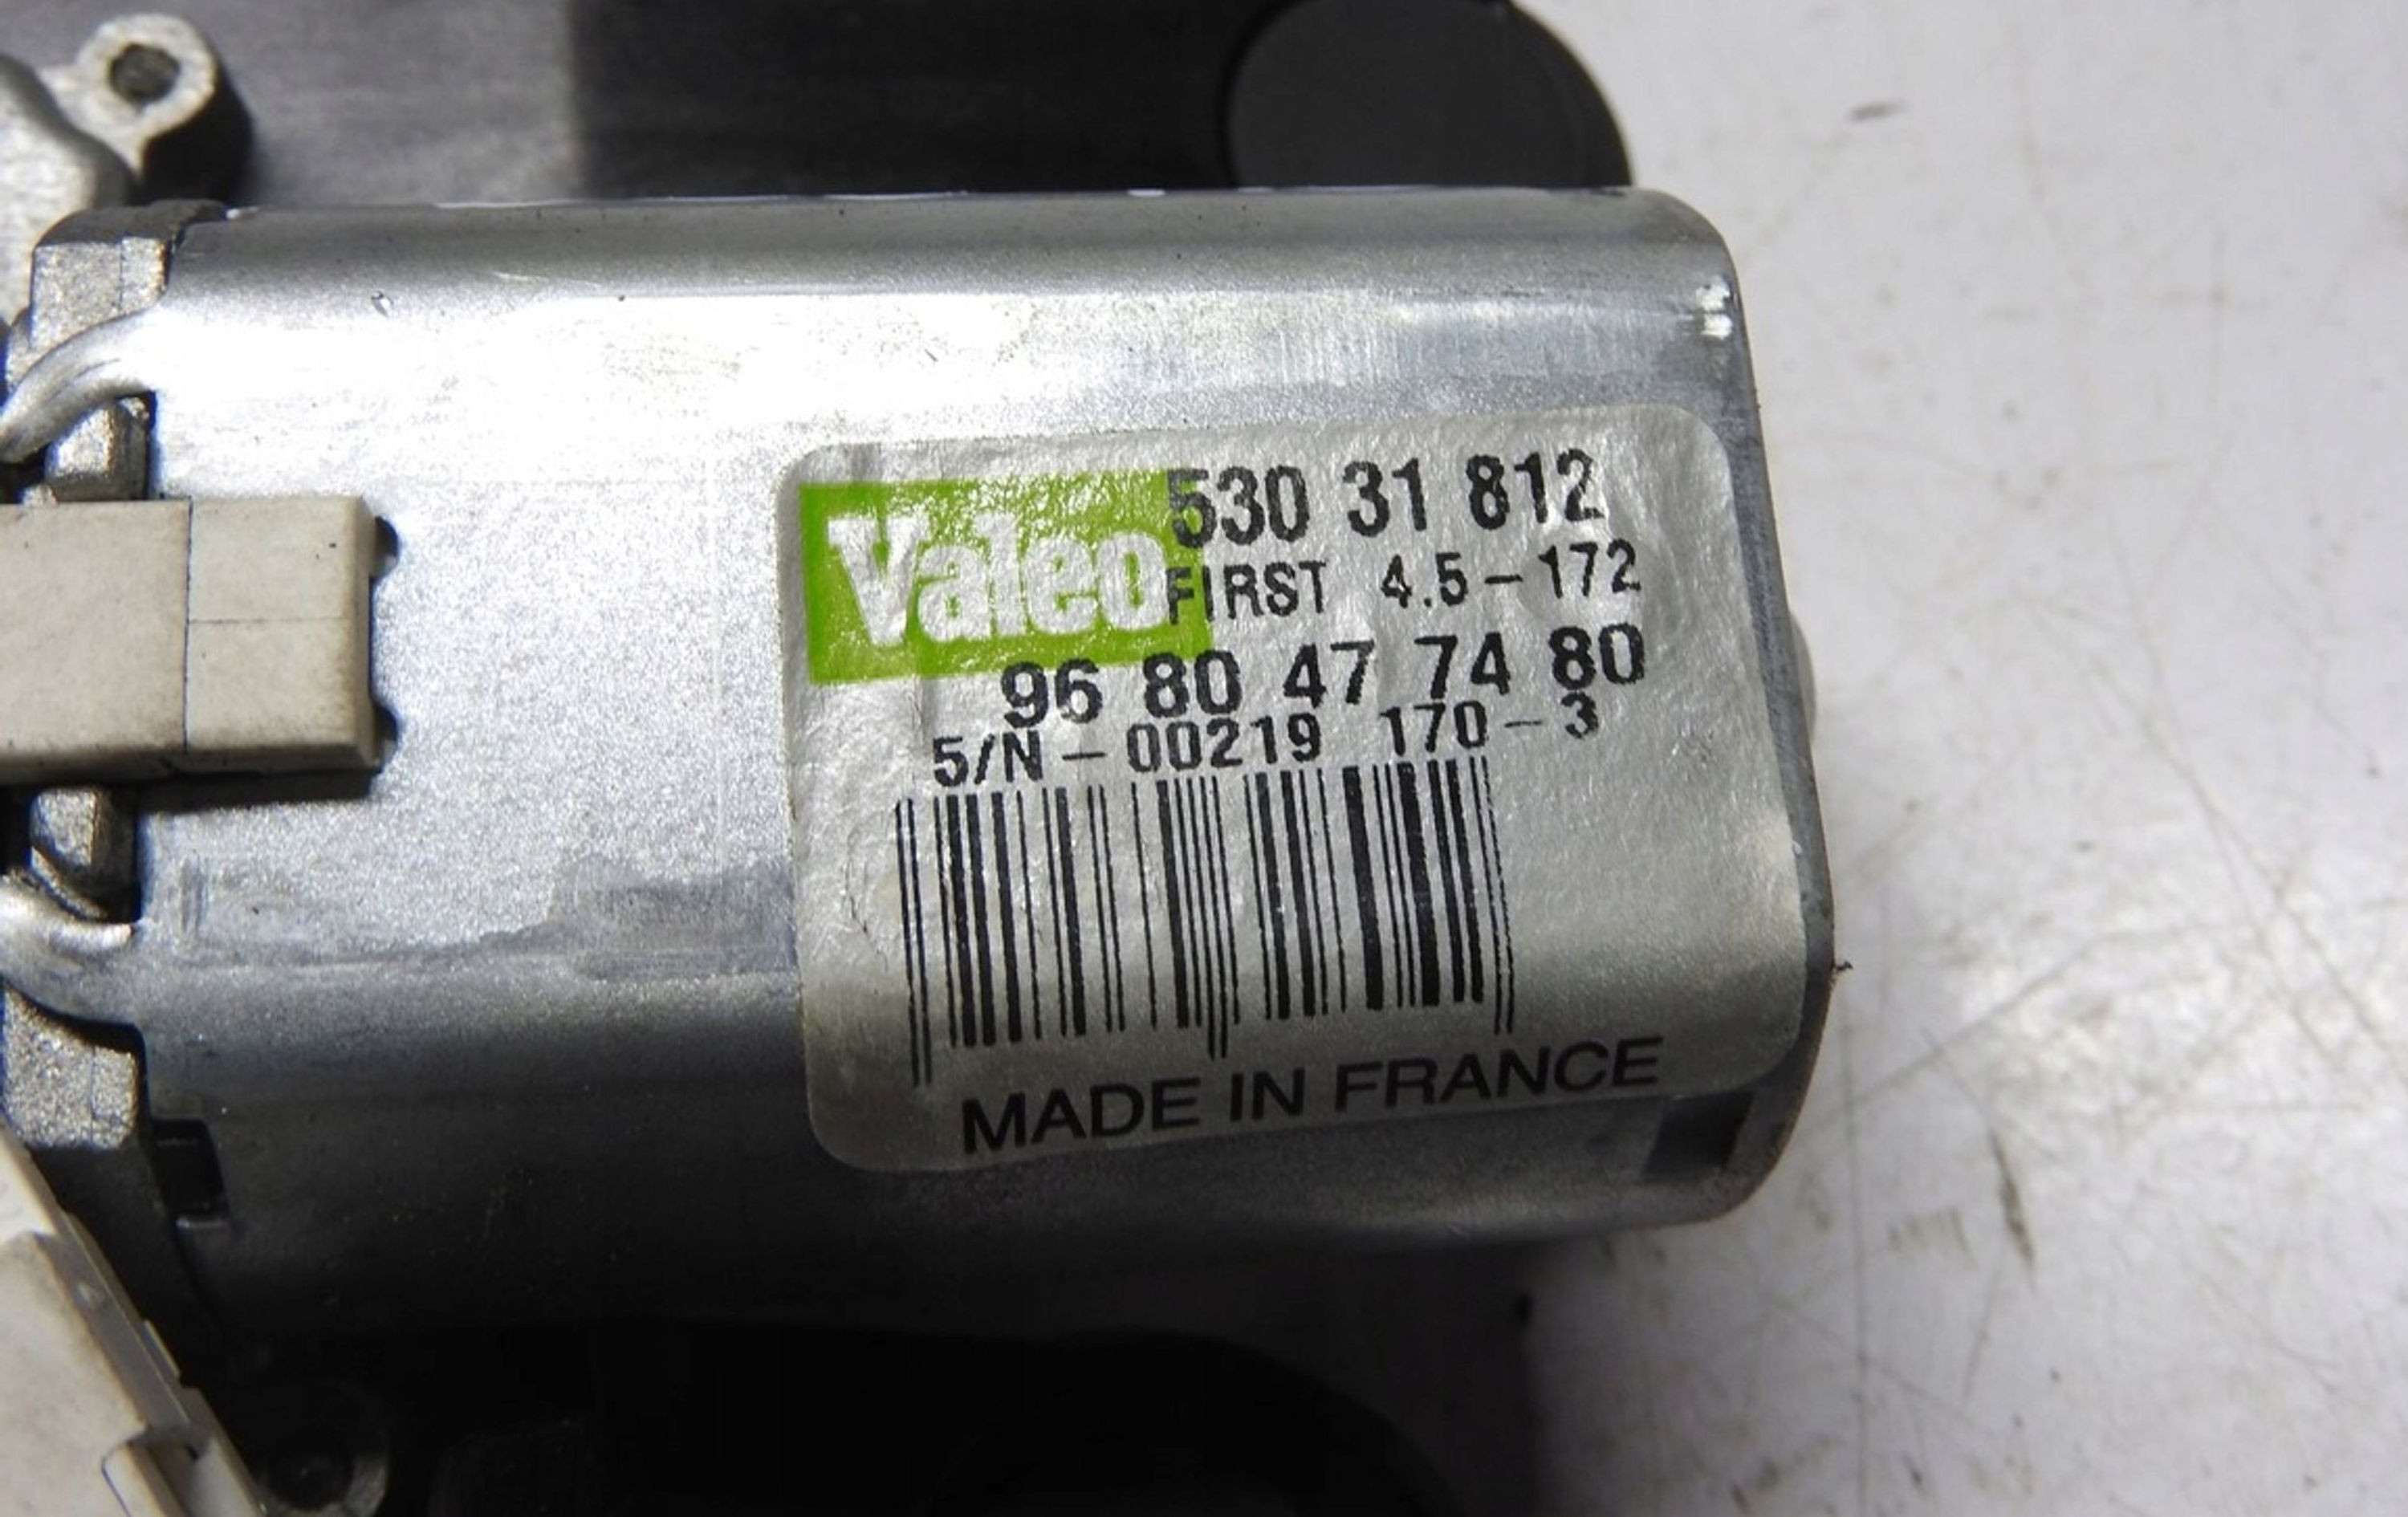 Valeo 530 31 812
FIRST 4.5-172
96 80 47 74 80
5/N-00219 170-3
MADE IN FRANCE